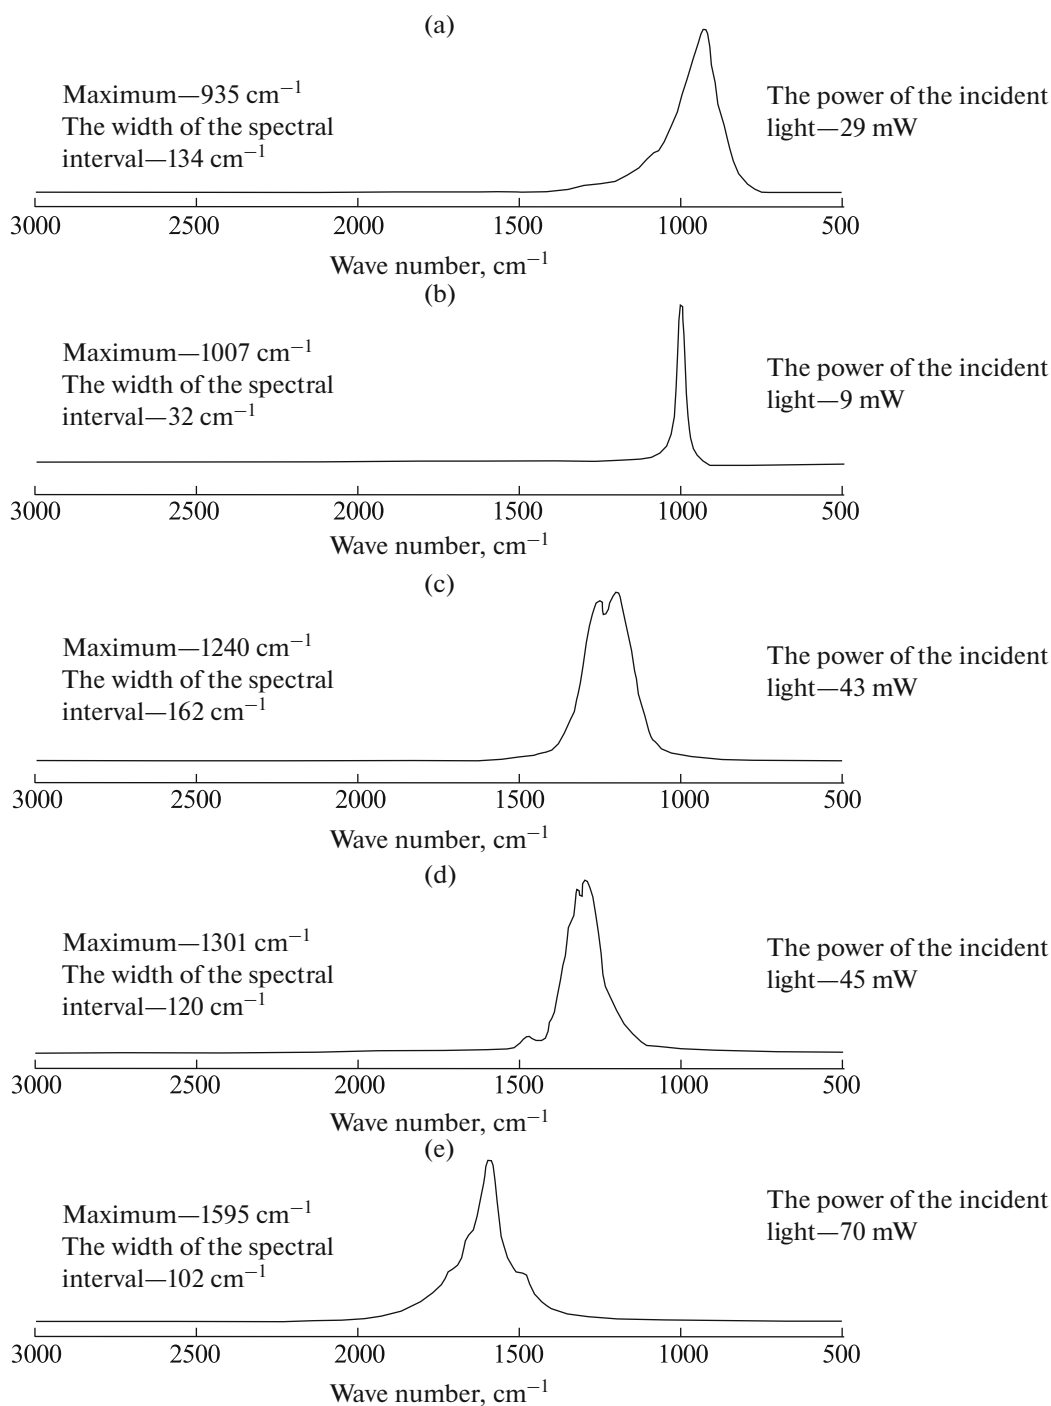 (a)
Maximum—935 cm⁻¹
The width of the spectral
interval—134 cm⁻¹
The power of the incident
light—29 mW
3000 2500 2000 1500 1000 500
Wave number, cm⁻¹
(b)
Maximum—1007 cm⁻¹
The width of the spectral
interval—32 cm⁻¹
The power of the incident
light—9 mW
3000 2500 2000 1500 1000 500
Wave number, cm⁻¹
(c)
Maximum—1240 cm⁻¹
The width of the spectral
interval—162 cm⁻¹
The power of the incident
light—43 mW
3000 2500 2000 1500 1000 500
Wave number, cm⁻¹
(d)
Maximum—1301 cm⁻¹
The width of the spectral
interval—120 cm⁻¹
The power of the incident
light—45 mW
3000 2500 2000 1500 1000 500
Wave number, cm⁻¹
(e)
Maximum—1595 cm⁻¹
The width of the spectral
interval—102 cm⁻¹
The power of the incident
light—70 mW
3000 2500 2000 1500 1000 500
Wave number, cm⁻¹